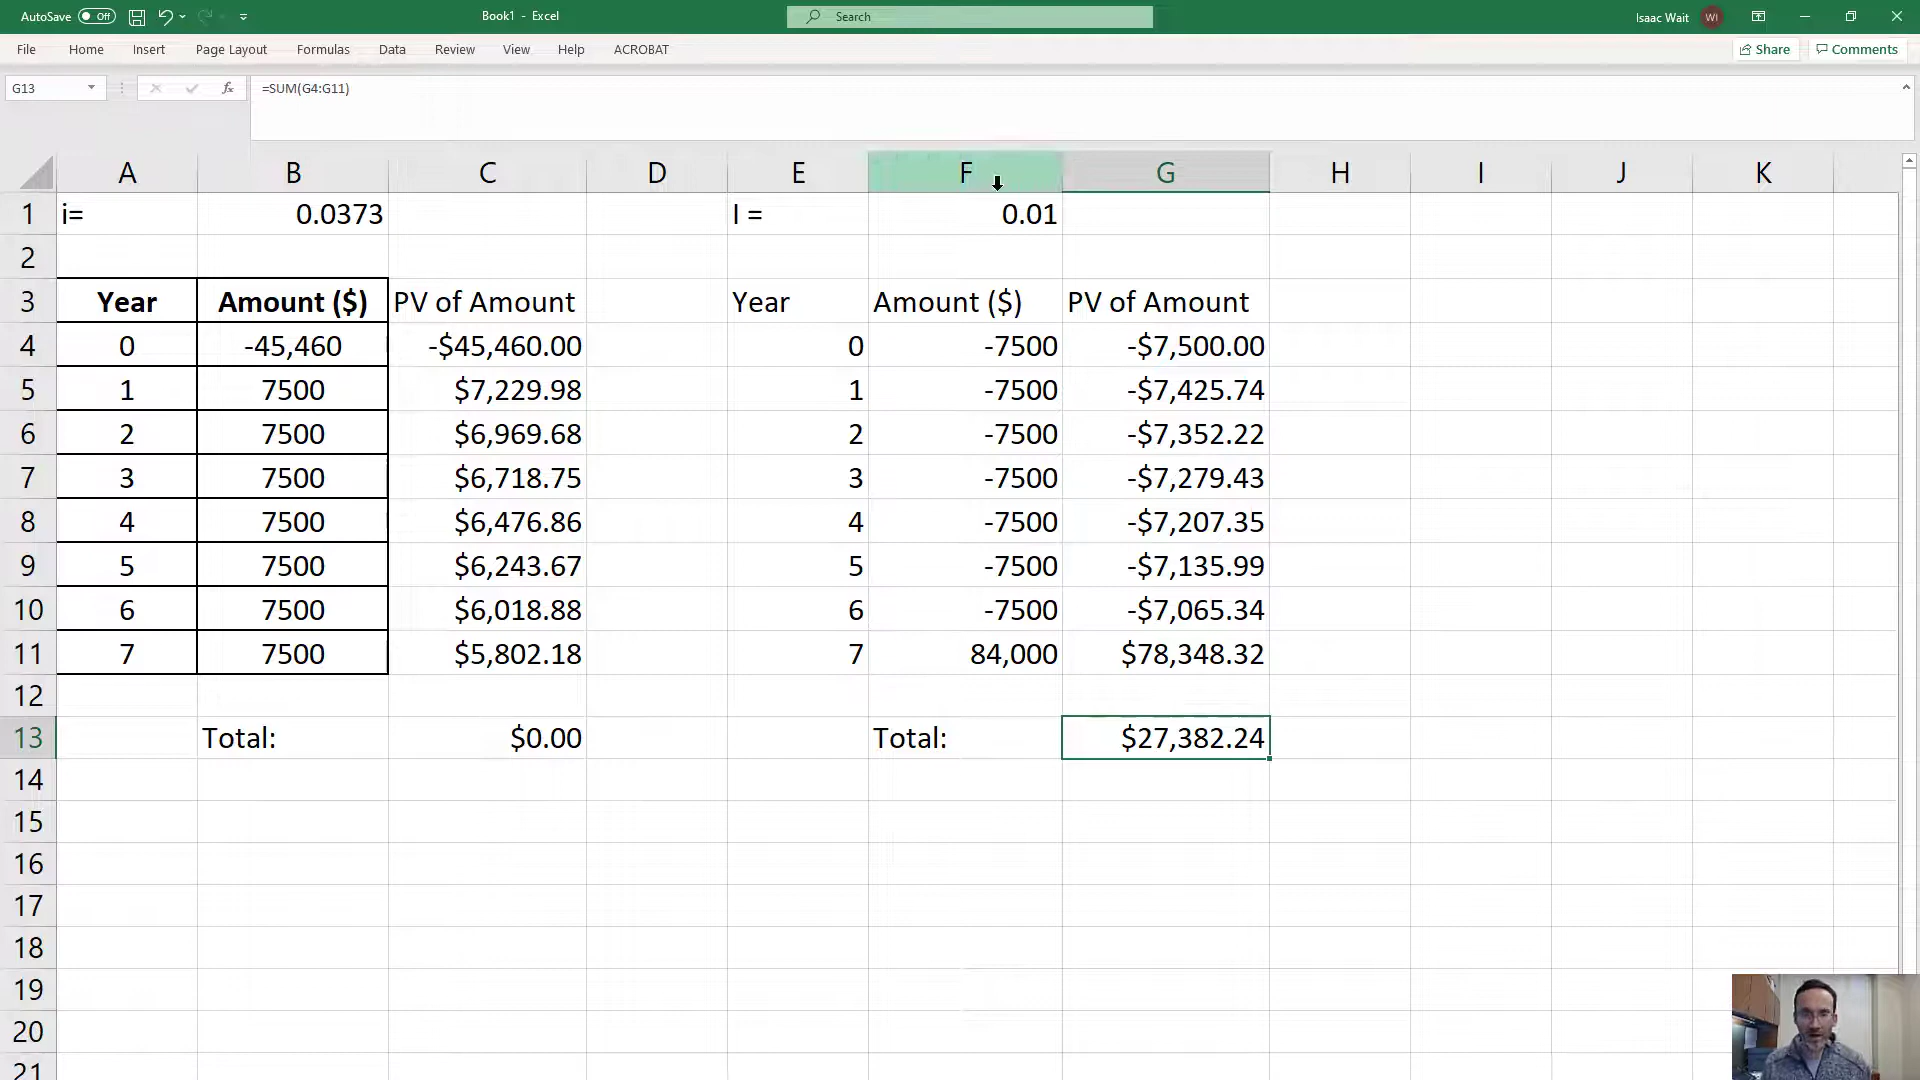 AutoSave Off Book1 - Excel Search Isaac Wait WI
File Home Insert Page Layout Formulas Data Review View Help ACROBAT Share Comments
G13 fx =SUM(G4:G11)
A B C D E F G H I J K
1 i= 0.0373 I = 0.01
2
3 Year Amount ($) PV of Amount Year Amount ($) PV of Amount
4 0 -45,460 -$45,460.00 0 -7500 -$7,500.00
5 1 7500 $7,229.98 1 -7500 -$7,425.74
6 2 7500 $6,969.68 2 -7500 -$7,352.22
7 3 7500 $6,718.75 3 -7500 -$7,279.43
8 4 7500 $6,476.86 4 -7500 -$7,207.35
9 5 7500 $6,243.67 5 -7500 -$7,135.99
10 6 7500 $6,018.88 6 -7500 -$7,065.34
11 7 7500 $5,802.18 7 84,000 $78,348.32
12
13 Total: $0.00 Total: $27,382.24
14
15
16
17
18
19
20
21